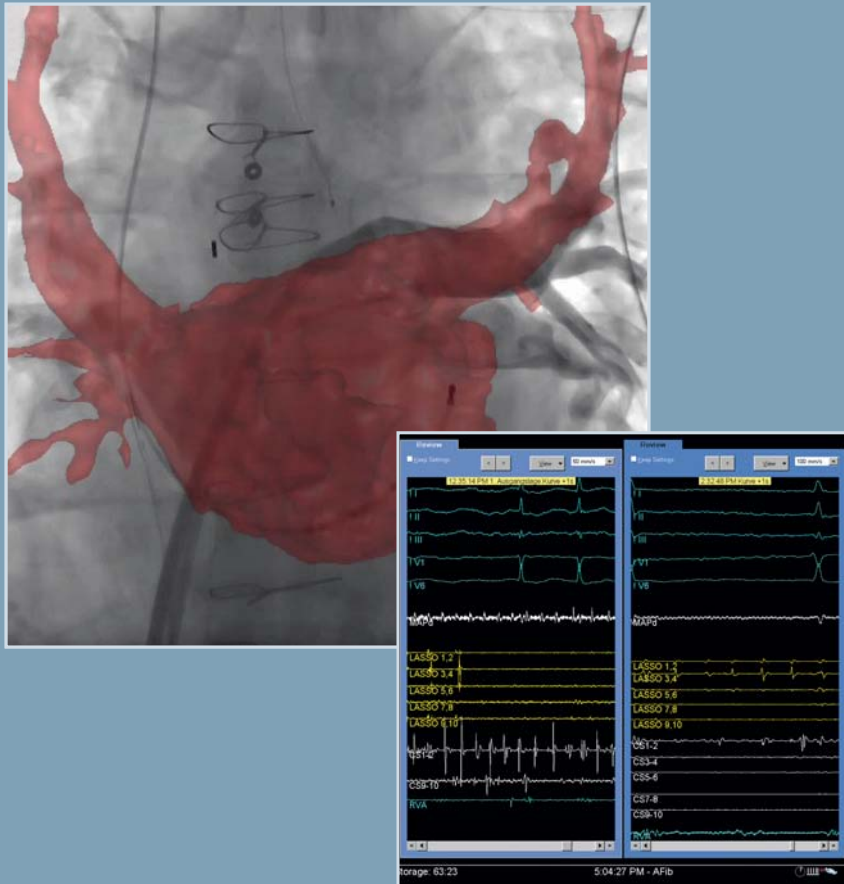 Review
Keep Settings
View
50 mm/s
12:35:14 PM 1. Ausgangslage Kurve +1s
I
II
III
V1
V6
MAPd
LASSO 1,2
LASSO 3,4
LASSO 5,6
LASSO 7,8
LASSO 9,10
CS1-2
CS9-10
RVA
Review
Keep Settings
View
100 mm/s
2:32:48 PM Kurve +1s
I
II
III
V1
V6
MAPd
LASSO 1,2
LASSO 3,4
LASSO 5,6
LASSO 7,8
LASSO 9,10
CS1-2
CS3-4
CS5-6
CS7-8
CS9-10
RVA
torage: 63:23
5:04:27 PM - AFib